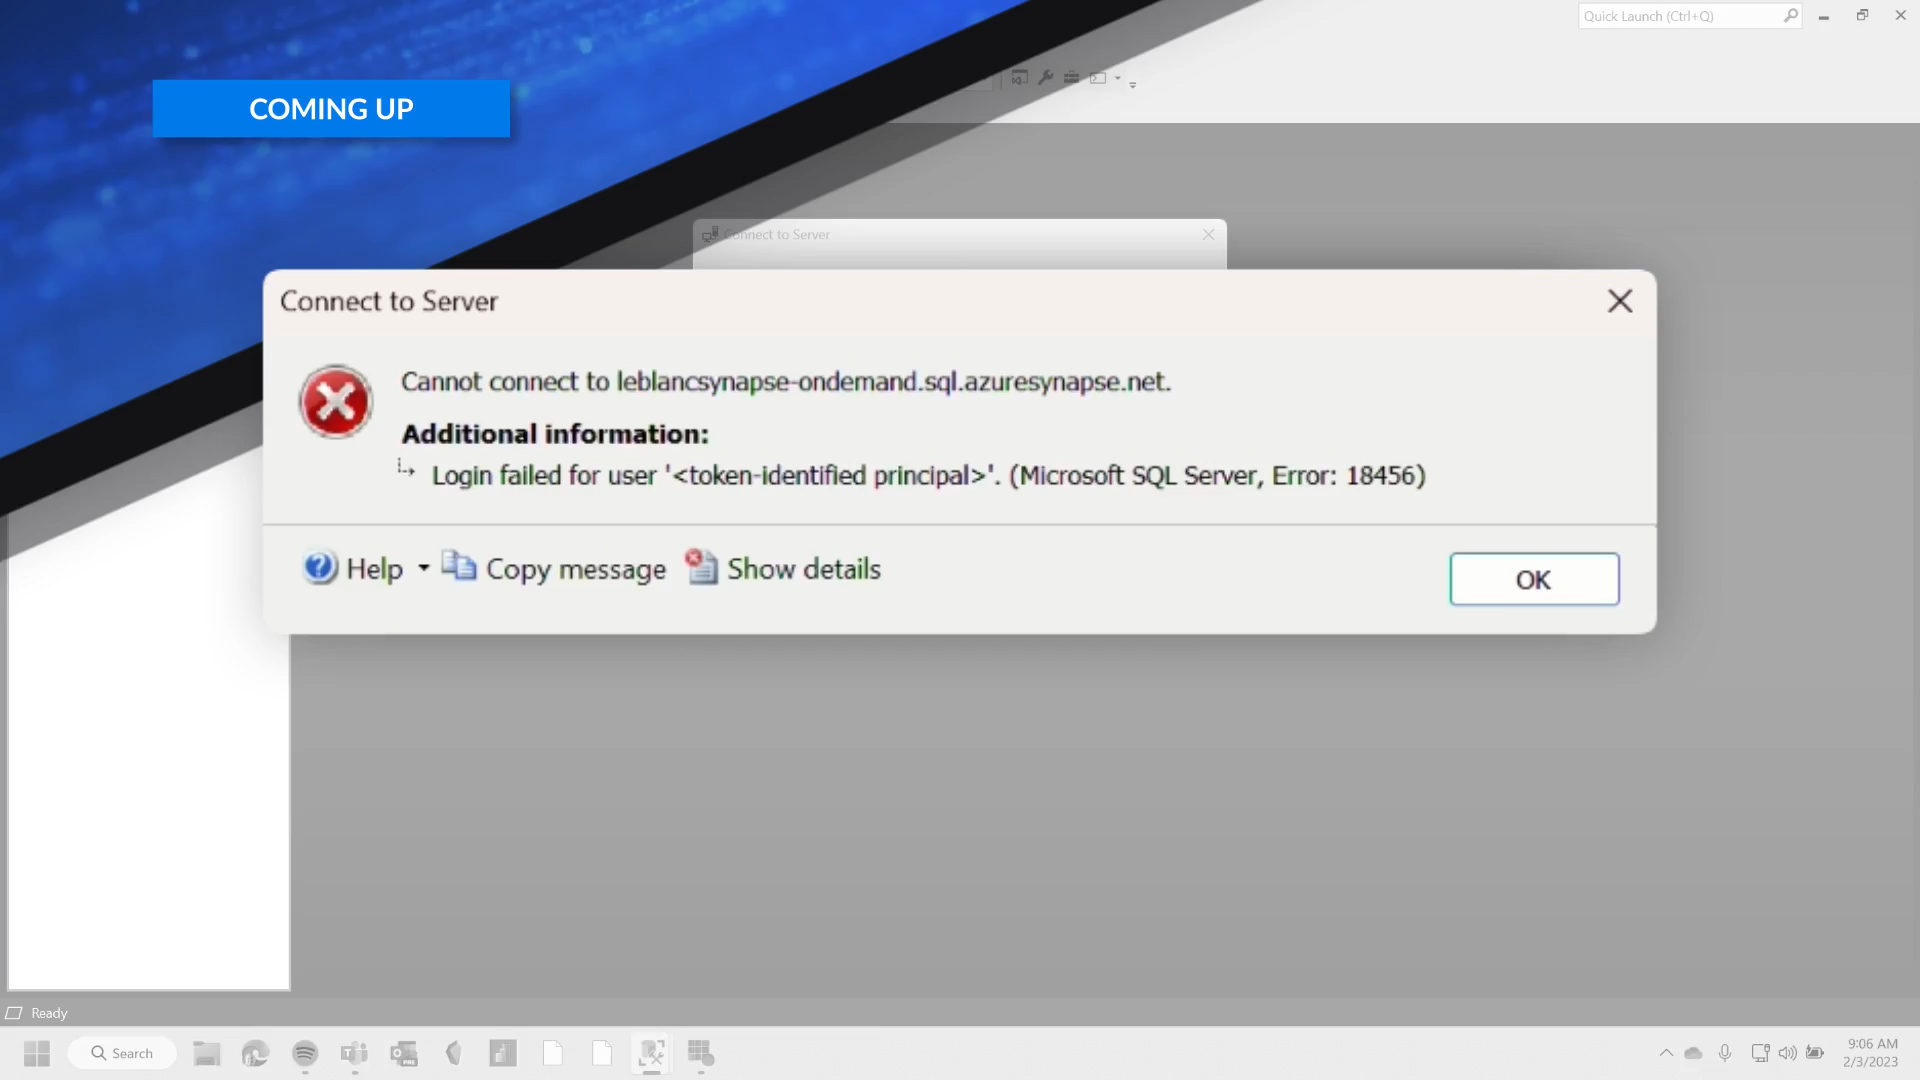 Quick Launch (Ctrl+Q)
COMING UP
Connect to Server
Connect to Server
Cannot connect to leblancsynapse-ondemand.sql.azuresynapse.net.
Additional information:
Login failed for user '<token-identified principal>'. (Microsoft SQL Server, Error: 18456)
Help Copy message Show details OK
Ready
Search
9:06 AM
2/3/2023